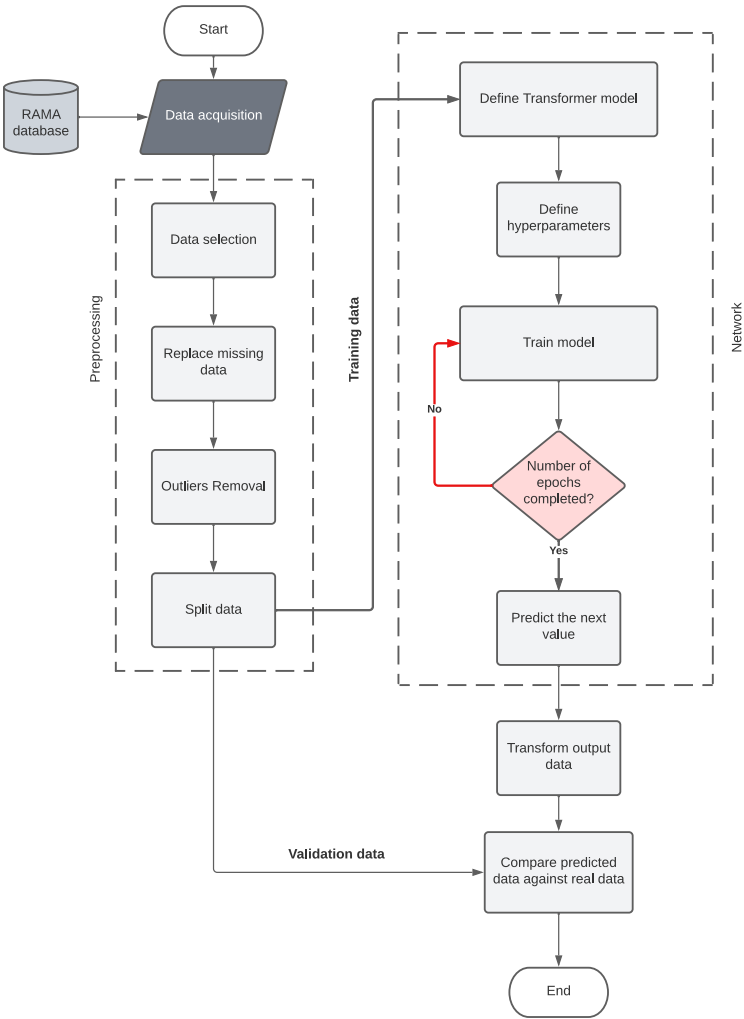 Start
RAMA
database
Data acquisition
Preprocessing
Data selection
Replace missing
data
Outliers Removal
Split data
Training data
Validation data
Network
Define Transformer model
Define
hyperparameters
Train model
No
Number of
epochs
completed?
Yes
Predict the next
value
Transform output
data
Compare predicted
data against real data
End